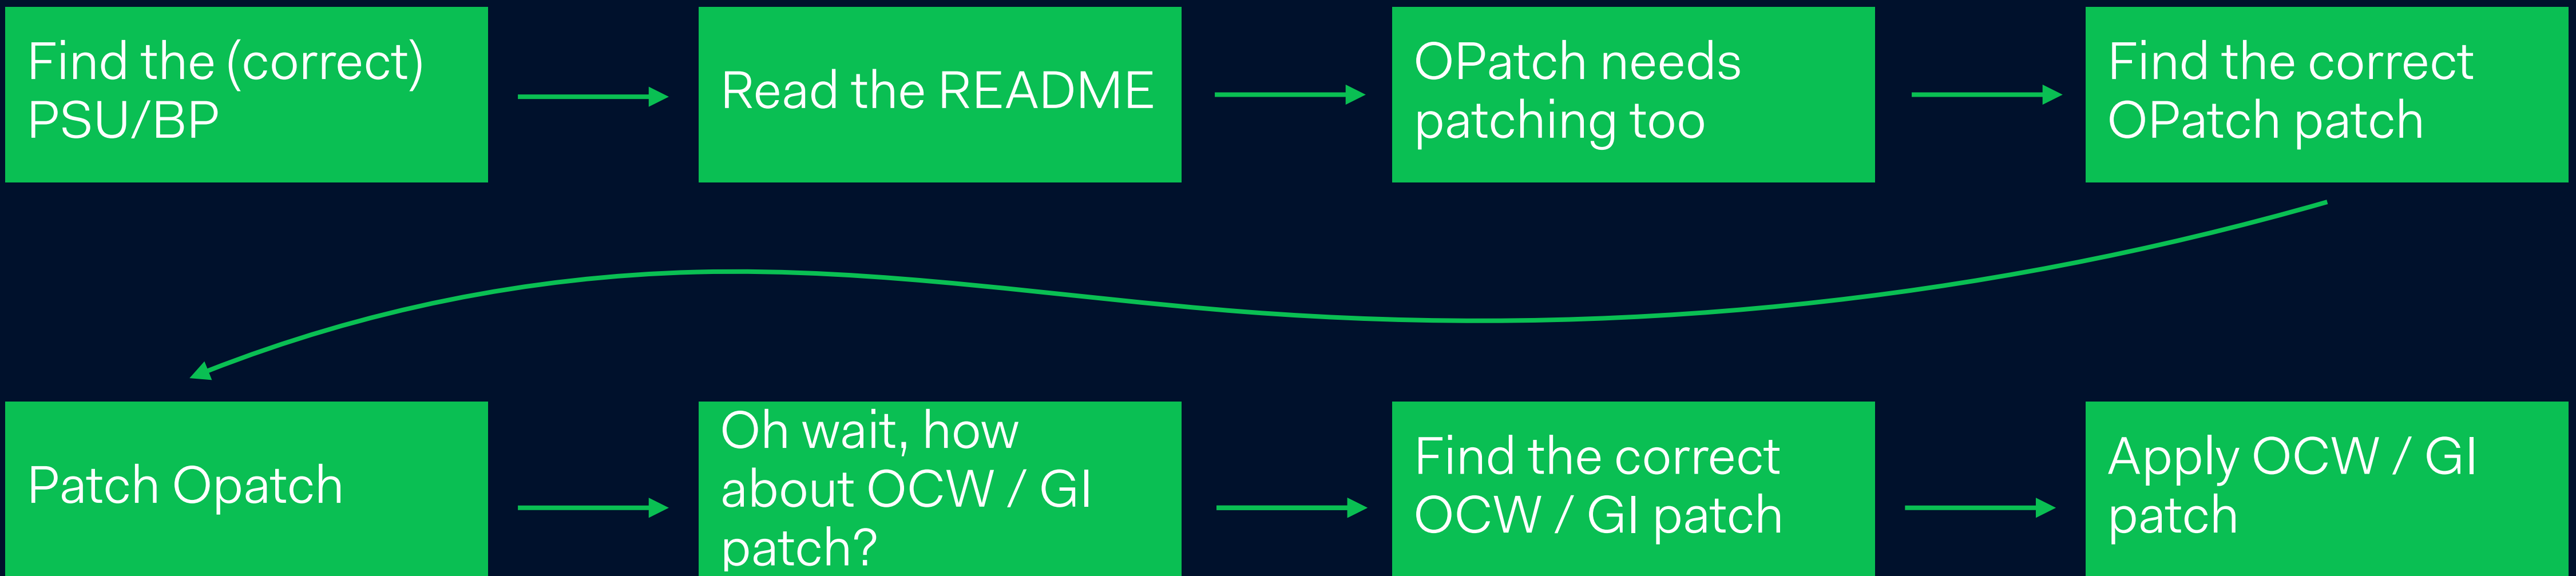 Find the (correct)
PSU/BP
Read the README
OPatch needs
patching too
Find the correct
OPatch patch
Patch Opatch
Oh wait, how
about OCW / GI
patch?
Find the correct
OCW / GI patch
Apply OCW / GI
patch